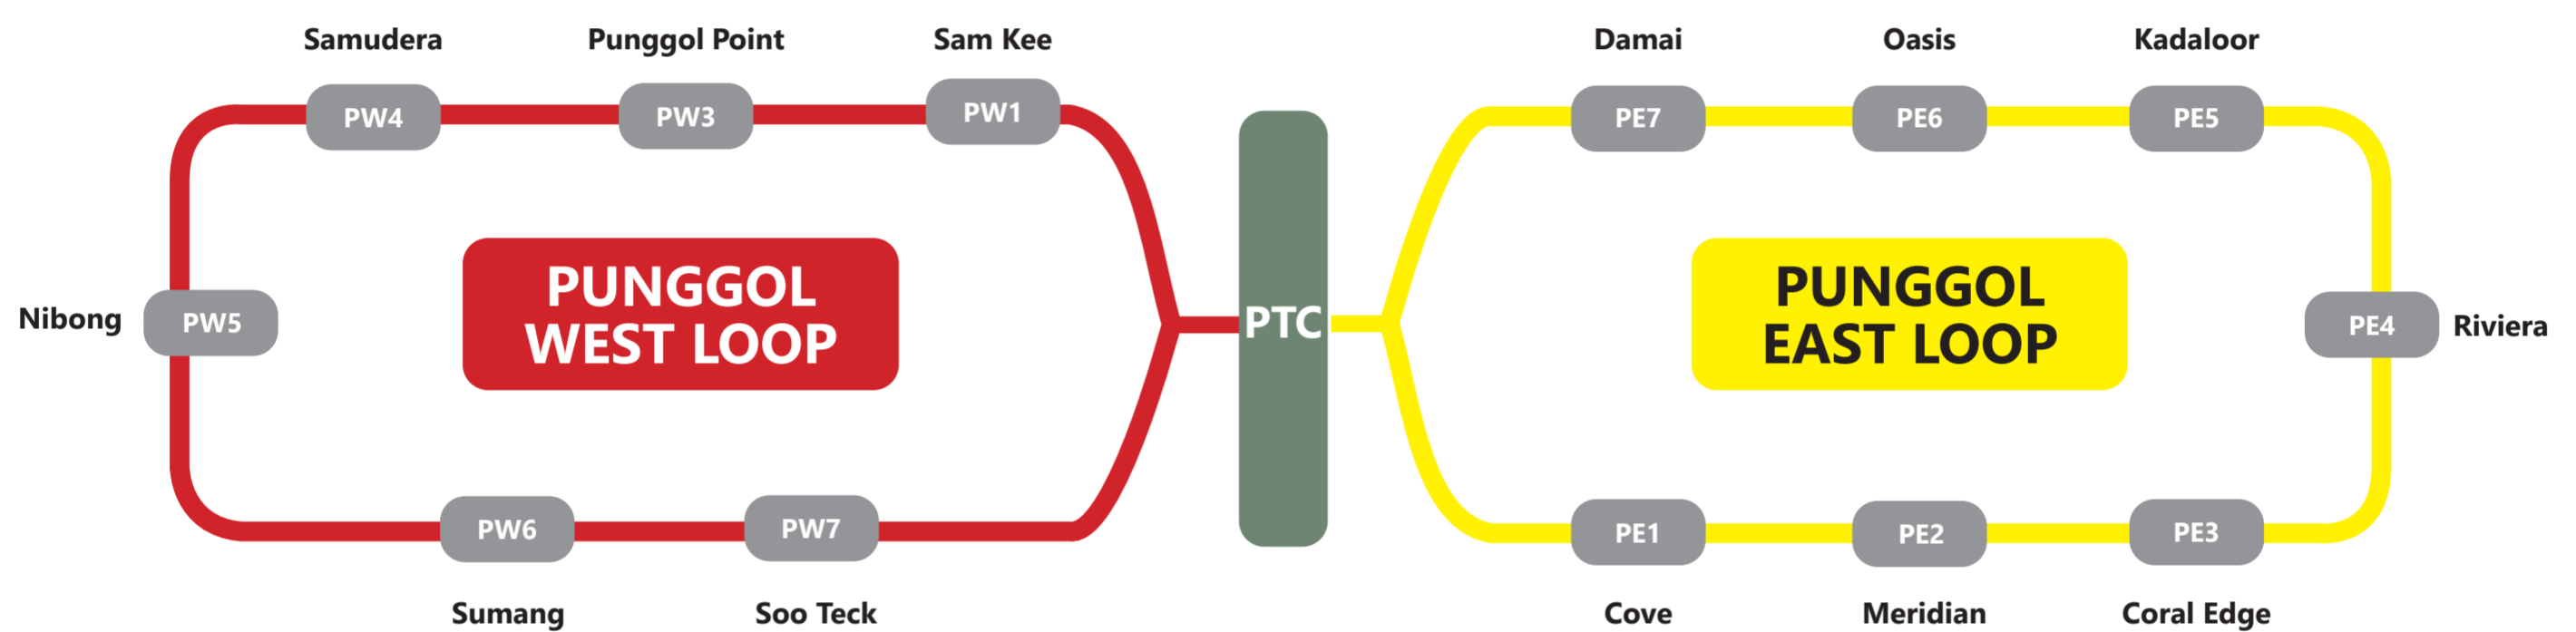 Samudera
Punggol Point
Sam Kee
Damai
Oasis
Kadaloor
PW4
PW3
PW1
PE7
PE6
PE5
PUNGGOL
WEST LOOP
PTC
PUNGGOL
EAST LOOP
Nibong
PW5
PE4
Riviera
PW6
PW7
PE1
PE2
PE3
Sumang
Soo Teck
Cove
Meridian
Coral Edge